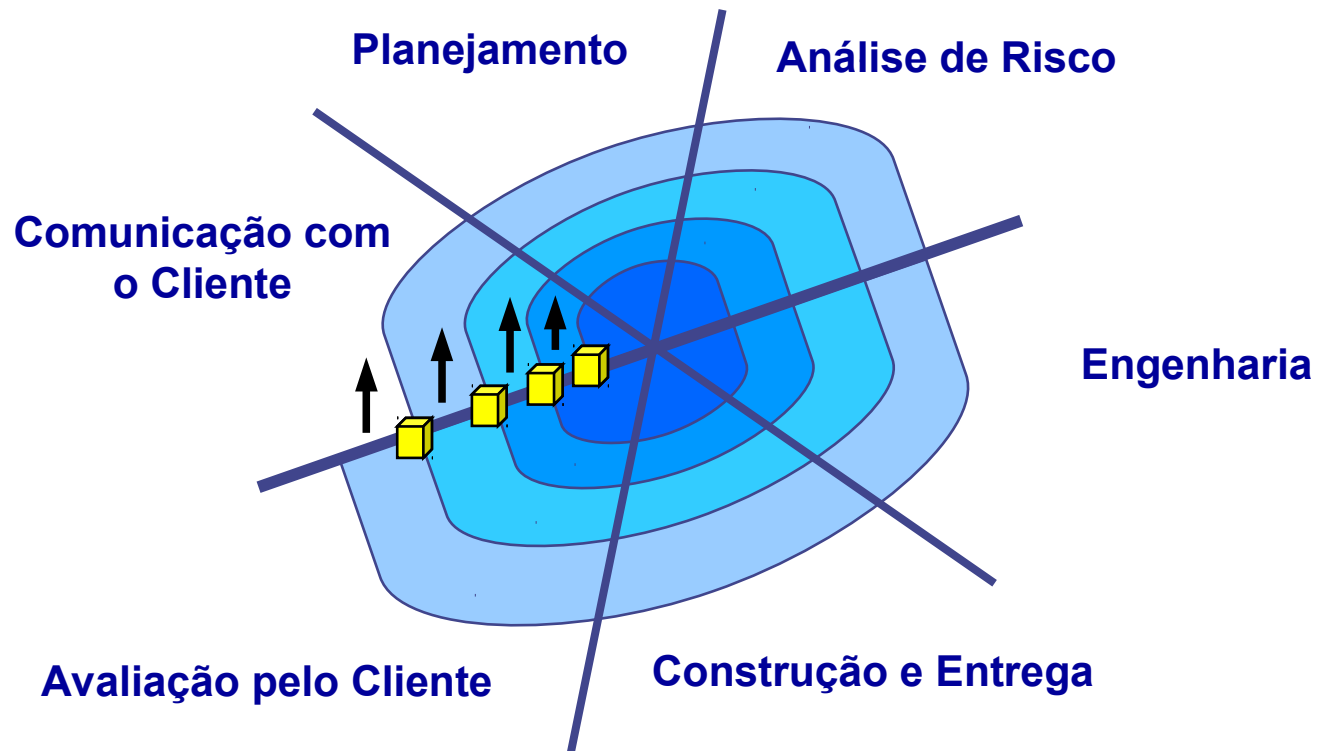 Planejamento
Análise de Risco
Comunicação com
o Cliente
Engenharia
Avaliação pelo Cliente
Construção e Entrega